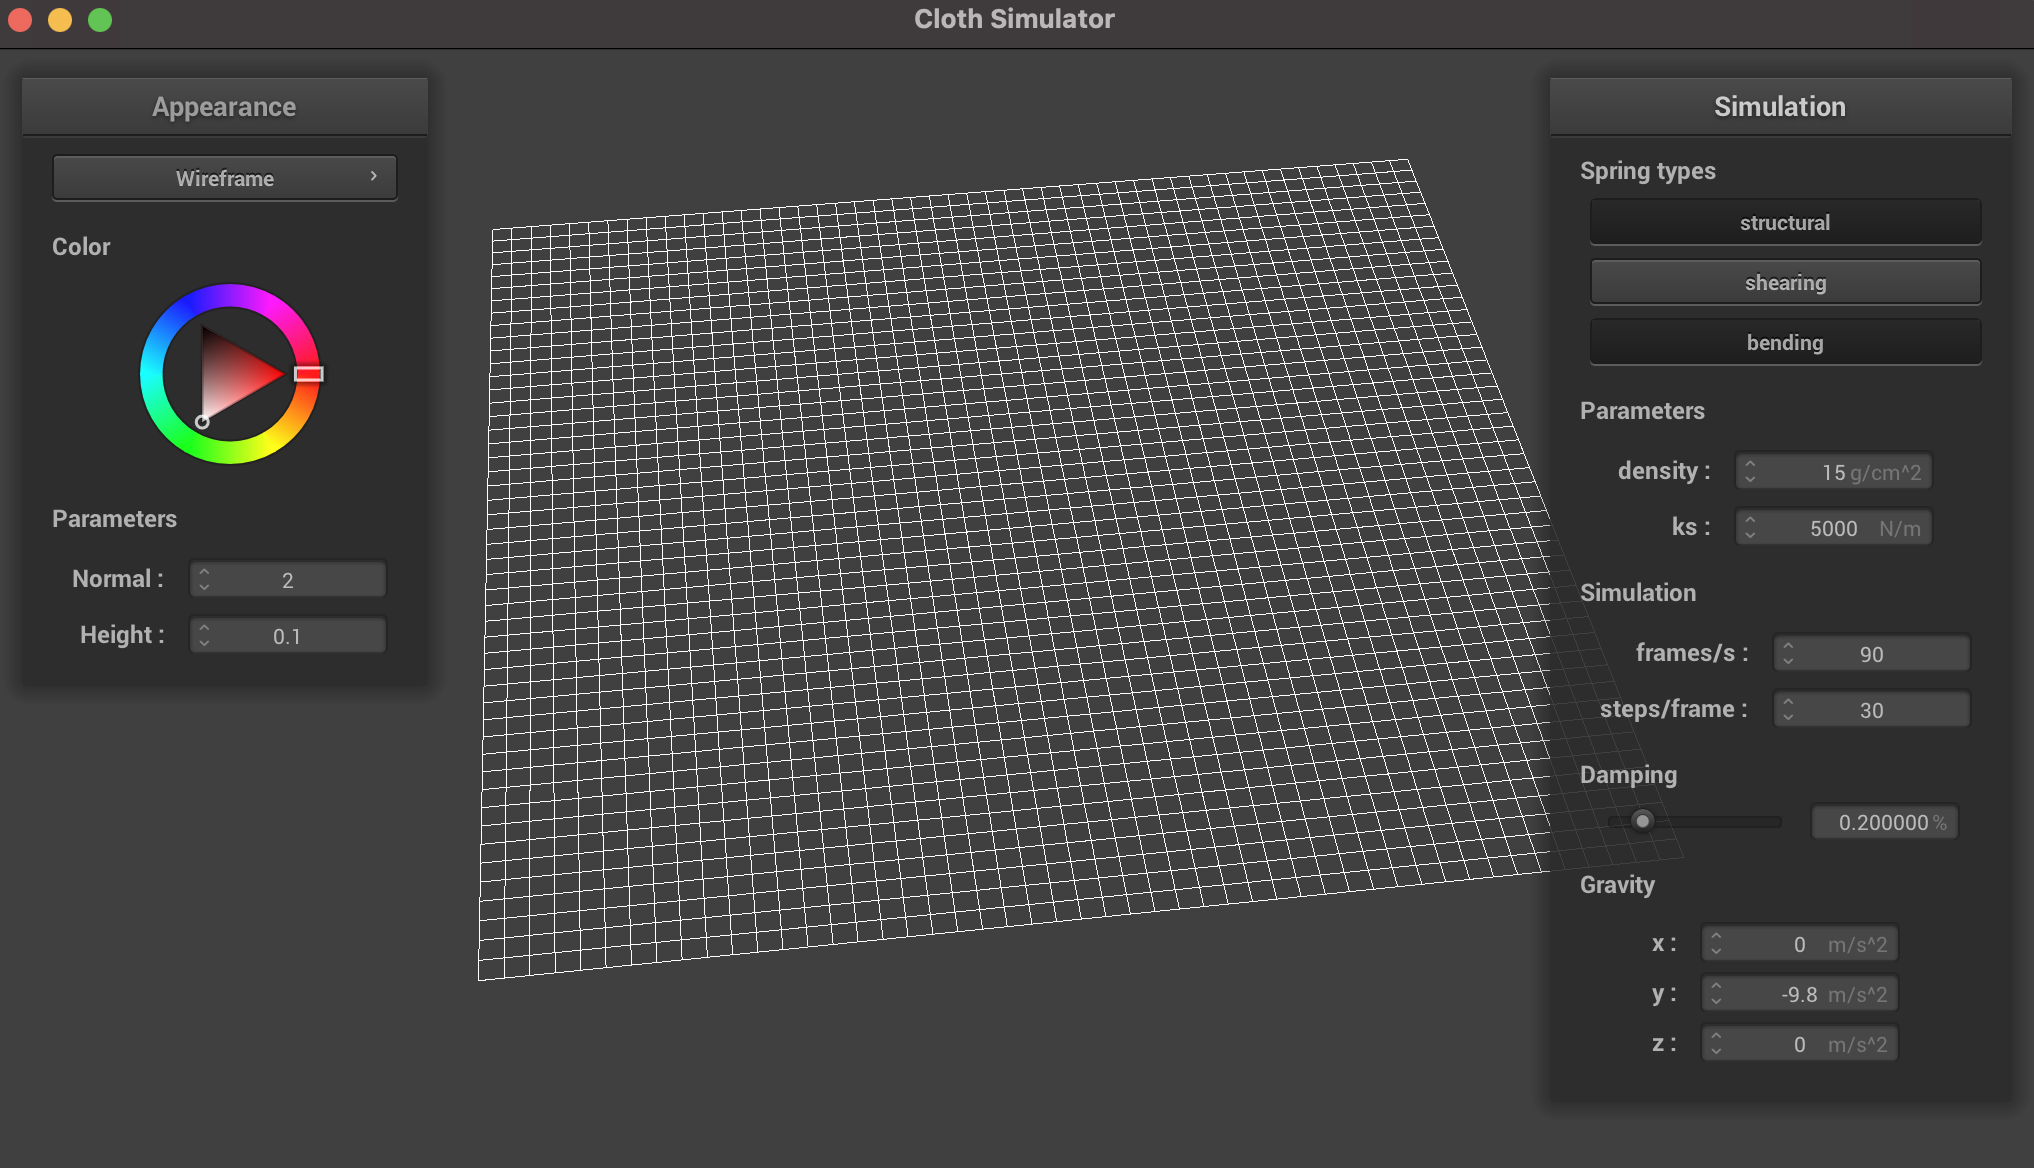 Cloth Simulator
Appearance
Wireframe
Color
Parameters
Normal : 2
Height : 0.1
Simulation
Spring types
structural
shearing
bending
Parameters
density : 15 g/cm^2
ks : 5000 N/m
Simulation
frames/s : 90
steps/frame : 30
Damping
0.200000 %
Gravity
x : 0 m/s^2
y : -9.8 m/s^2
z : 0 m/s^2